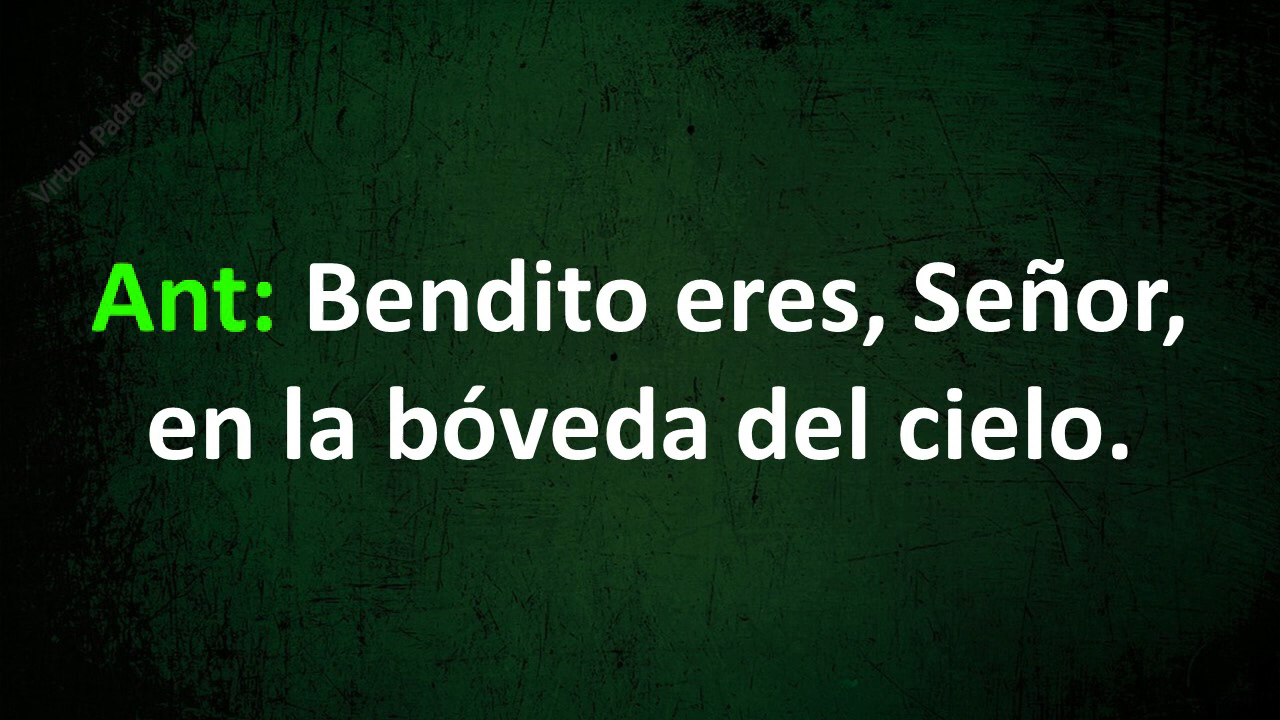 Virtual Padre Didier
Ant: Bendito eres, Señor,
en la bóveda del cielo.